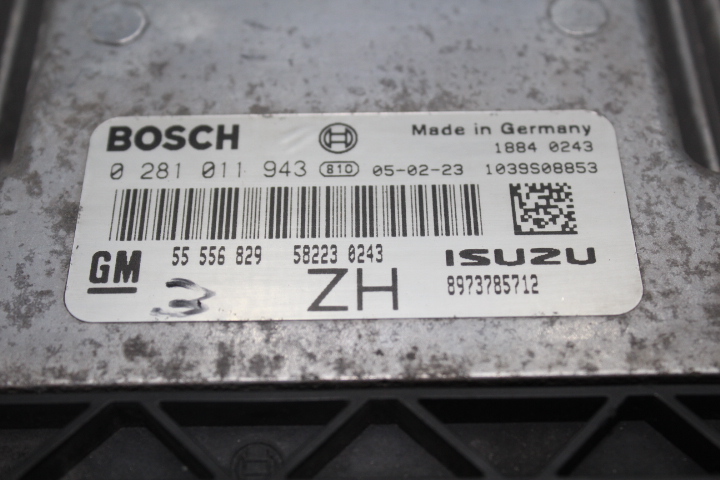 BOSCH
Made in Germany
1884 0243
0 281 011 943 810 05-02-23 1039S08853
GM 55 556 829 58223 0243 ISUZU
3 ZH 8973785712